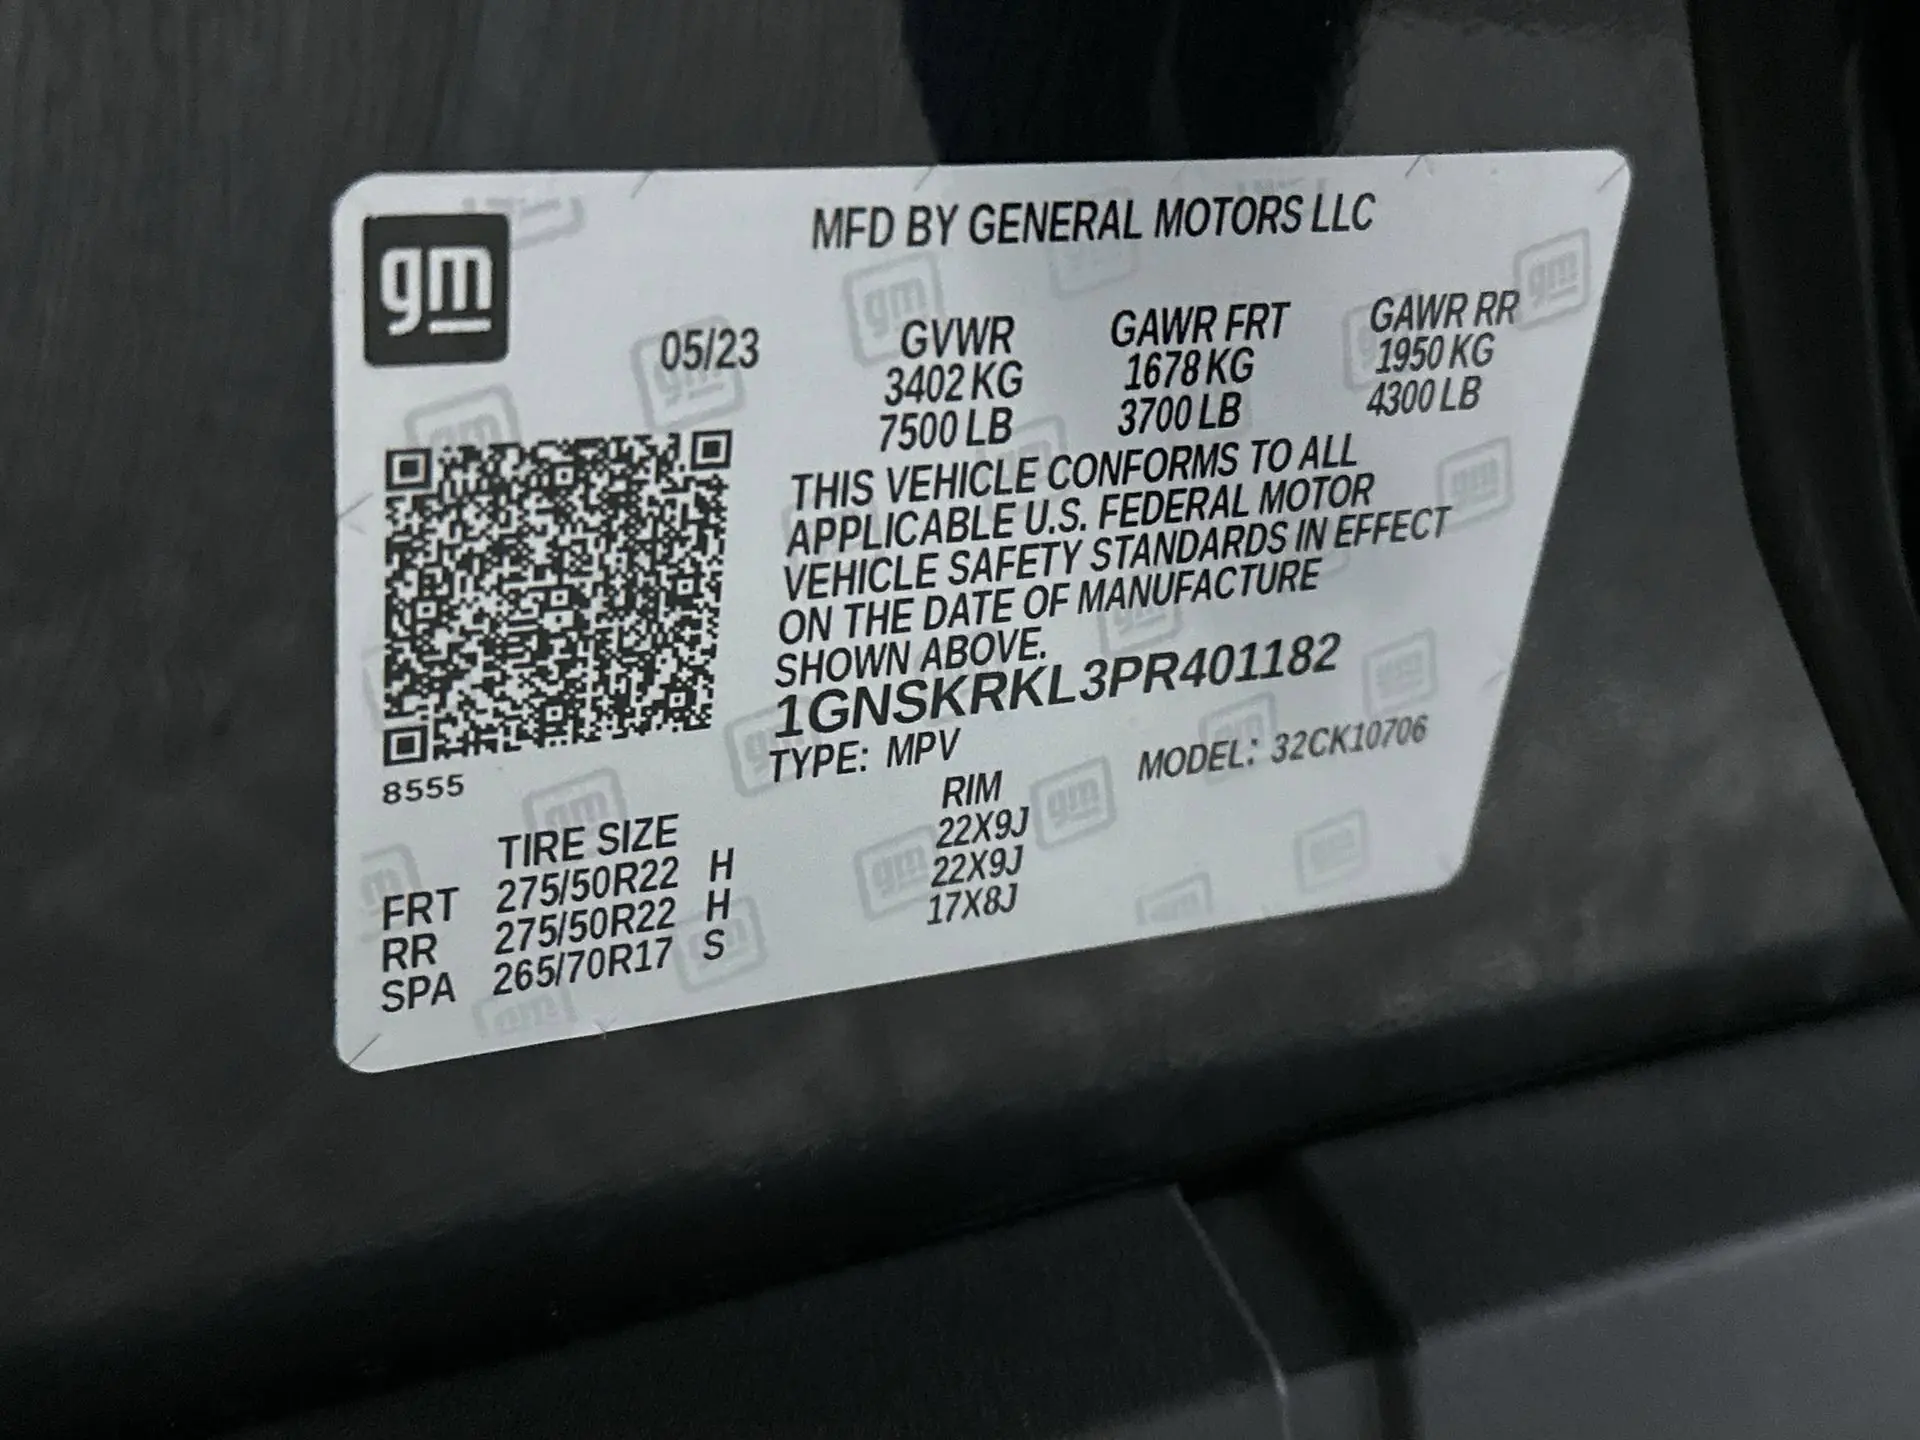 gm
MFD BY GENERAL MOTORS LLC
05/23 GVWR GAWR FRT GAWR RR
3402 KG 1678 KG 1950 KG
7500 LB 3700 LB 4300 LB
THIS VEHICLE CONFORMS TO ALL
APPLICABLE U.S. FEDERAL MOTOR
VEHICLE SAFETY STANDARDS IN EFFECT
ON THE DATE OF MANUFACTURE
SHOWN ABOVE.
1GNSKRKL3PR401182
TYPE: MPV MODEL: 32CK10706
8555
TIRE SIZE RIM
FRT 275/50R22 H 22X9J
RR 275/50R22 H 22X9J
SPA 265/70R17 S 17X8J